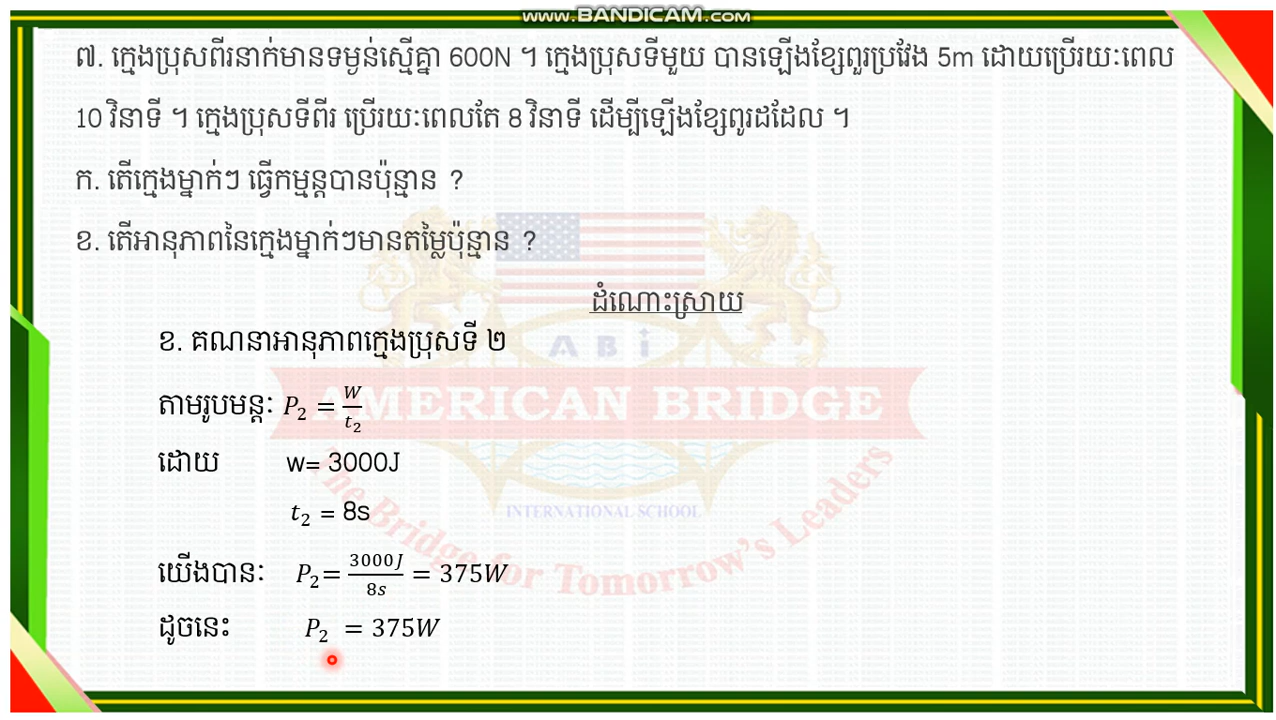 www.BANDICAM.com
៧. ក្មេងប្រុសពីរនាក់មានទម្ងន់ស្មើគ្នា 600N ។ ក្មេងប្រុសទីមួយ បានឡើងខ្សែពួរប្រវែង 5m ដោយប្រើរយៈពេល
10 វិនាទី ។ ក្មេងប្រុសទីពីរ ប្រើរយៈពេលតែ 8 វិនាទី ដើម្បីឡើងខ្សែពួរដដែល ។
ក. តើក្មេងម្នាក់ៗ ធ្វើកម្មន្តបានប៉ុន្មាន ?
ខ. តើអានុភាពនៃក្មេងម្នាក់ៗមានតម្លៃប៉ុន្មាន ?
ដំណោះស្រាយ
ខ. គណនាអានុភាពក្មេងប្រុសទី ២
តាមរូបមន្តៈ P₂ = W/t₂
ដោយ w= 3000J
t₂ = 8s
យើងបានៈ P₂= 3000J/8s = 375W
ដូចនេះ P₂ = 375W
A B i
AMERICAN BRIDGE
INTERNATIONAL SCHOOL
The Bridge for Tomorrow's Leaders